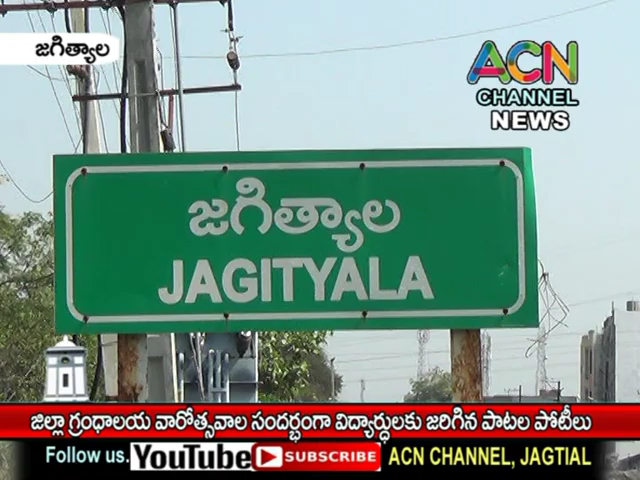 జగిత్యాల
ACN
CHANNEL
NEWS
జగిత్యాల
JAGITYALA
జిల్లా గ్రంధాలయ వారోత్సవాల సందర్భంగా విద్యార్ధులకు జరిగిన పాటల పోటీలు
Follow us. YouTube SUBSCRIBE ACN CHANNEL, JAGTIAL